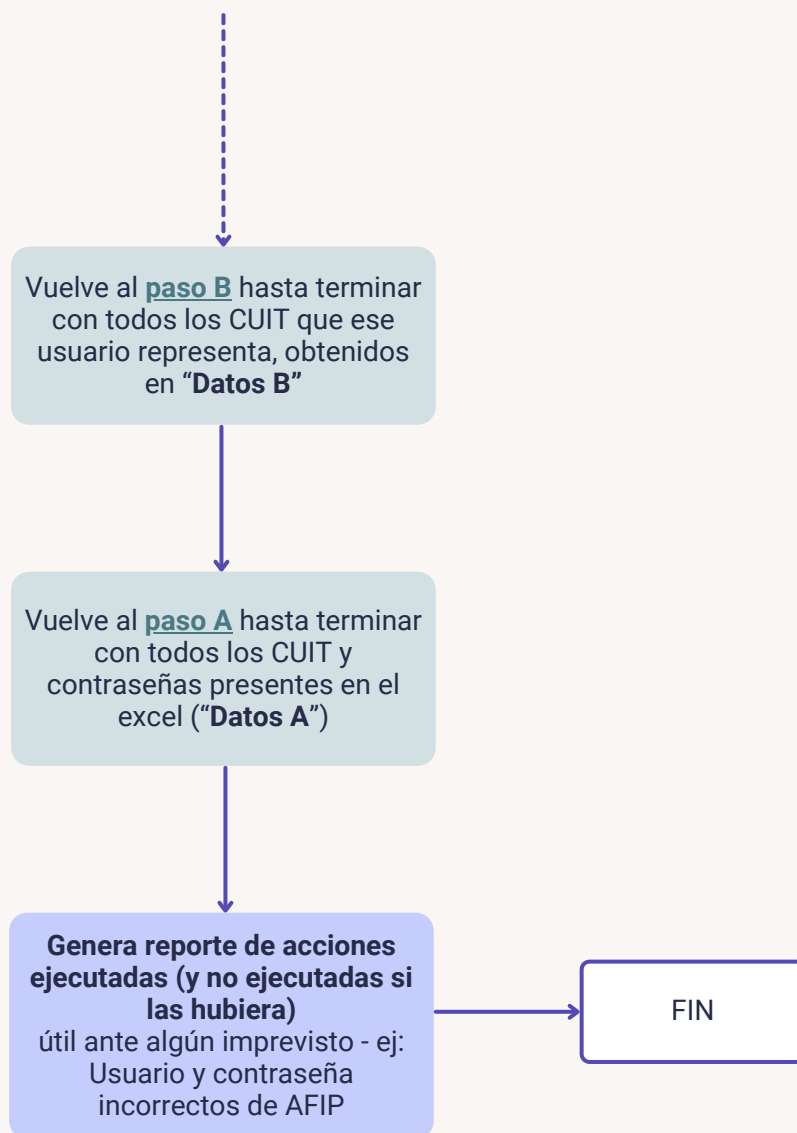 Vuelve al paso B hasta terminar
con todos los CUIT que ese
usuario representa, obtenidos
en “Datos B”
Vuelve al paso A hasta terminar
con todos los CUIT y
contraseñas presentes en el
excel (“Datos A”)
Genera reporte de acciones
ejecutadas (y no ejecutadas si
las hubiera)
útil ante algún imprevisto - ej:
Usuario y contraseña
incorrectos de AFIP
FIN